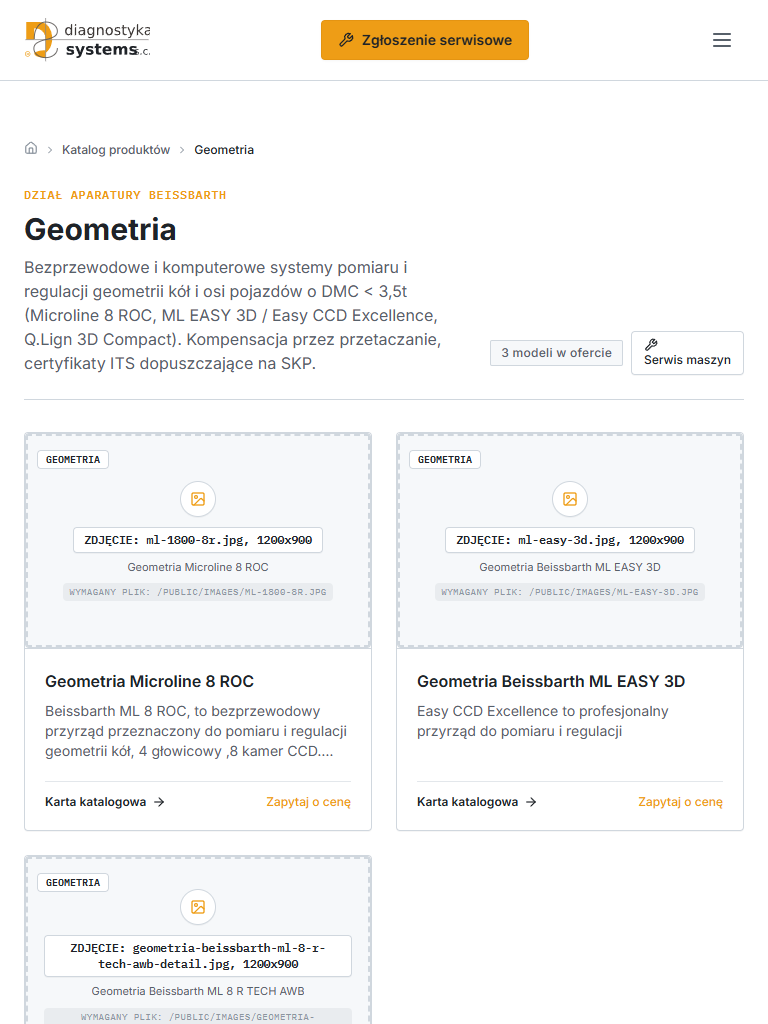 diagnostyka
systems s.c.
Zgłoszenie serwisowe
Katalog produktów
Geometria
DZIAŁ APARATURY BEISSBARTH
Geometria
Bezprzewodowe i komputerowe systemy pomiaru i
regulacji geometrii kół i osi pojazdów o DMC < 3,5t
(Microline 8 ROC, ML EASY 3D / Easy CCD Excellence,
Q.Lign 3D Compact). Kompensacja przez przetaczanie,
certyfikaty ITS dopuszczające na SKP.
3 modeli w ofercie
Serwis maszyn
GEOMETRIA
ZDJĘCIE: ml-1800-8r.jpg, 1200x900
Geometria Microline 8 ROC
WYMAGANY PLIK: /PUBLIC/IMAGES/ML-1800-8R.JPG
Geometria Microline 8 ROC
Beissbarth ML 8 ROC, to bezprzewodowy
przyrząd przeznaczony do pomiaru i regulacji
geometrii kół, 4 głowicowy ,8 kamer CCD....
Karta katalogowa
Zapytaj o cenę
GEOMETRIA
ZDJĘCIE: ml-easy-3d.jpg, 1200x900
Geometria Beissbarth ML EASY 3D
WYMAGANY PLIK: /PUBLIC/IMAGES/ML-EASY-3D.JPG
Geometria Beissbarth ML EASY 3D
Easy CCD Excellence to profesjonalny
przyrząd do pomiaru i regulacji
Karta katalogowa
Zapytaj o cenę
GEOMETRIA
ZDJĘCIE: geometria-beissbarth-ml-8-r-
tech-awb-detail.jpg, 1200x900
Geometria Beissbarth ML 8 R TECH AWB
WYMAGANY PLIK: /PUBLIC/IMAGES/GEOMETRIA-